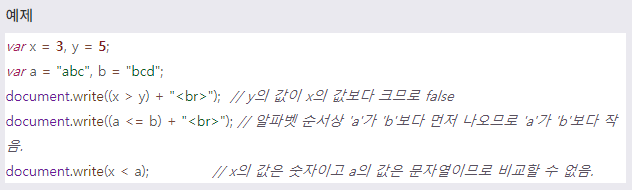 예제
var x = 3, y = 5;
var a = "abc", b = "bcd";
document.write((x > y) + "<br>"); // y의 값이 x의 값보다 크므로 false
document.write((a <= b) + "<br>"); // 알파벳 순서상 'a'가 'b'보다 먼저 나오므로 'a'가 'b'보다 작
음.
document.write(x < a); // x의 값은 숫자이고 a의 값은 문자열이므로 비교할 수 없음.